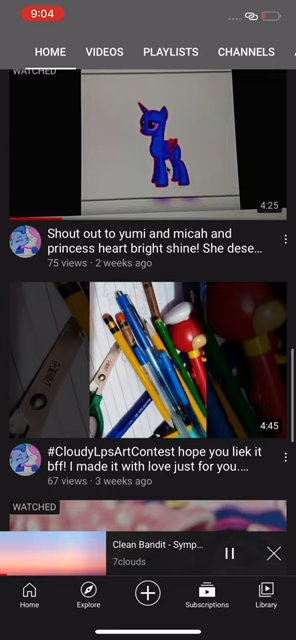 9:04
HOME VIDEOS PLAYLISTS CHANNELS
WATCHED
4:25
Shout out to yumi and micah and
princess heart bright shine! She dese...
75 views · 2 weeks ago
4:45
#CloudyLpsArtContest hope you liek it
bff! I made it with love just for you....
67 views · 3 weeks ago
WATCHED
Clean Bandit - Symp...
7clouds
Home Explore Subscriptions Library